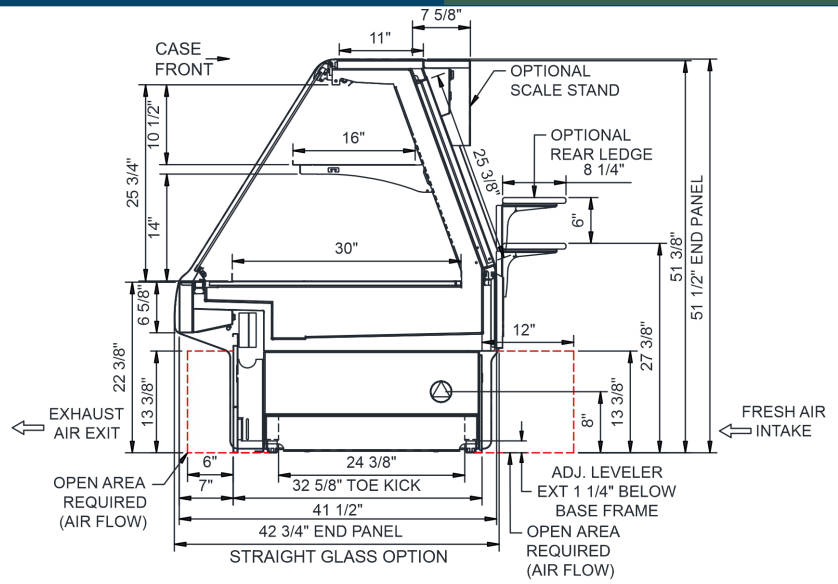 7 5/8"
11"
CASE
FRONT
OPTIONAL
SCALE STAND
10 1/2"
16"
25 3/8"
OPTIONAL
REAR LEDGE
8 1/4"
25 3/4"
14"
6"
30"
51 3/8"
51 1/2" END PANEL
6 5/8"
12"
22 3/8"
13 3/8"
27 3/8"
13 3/8"
8"
EXHAUST
AIR EXIT
FRESH AIR
INTAKE
6"
24 3/8"
7"
32 5/8" TOE KICK
OPEN AREA
REQUIRED
(AIR FLOW)
ADJ. LEVELER
EXT 1 1/4" BELOW
BASE FRAME
41 1/2"
42 3/4" END PANEL
OPEN AREA
REQUIRED
(AIR FLOW)
STRAIGHT GLASS OPTION